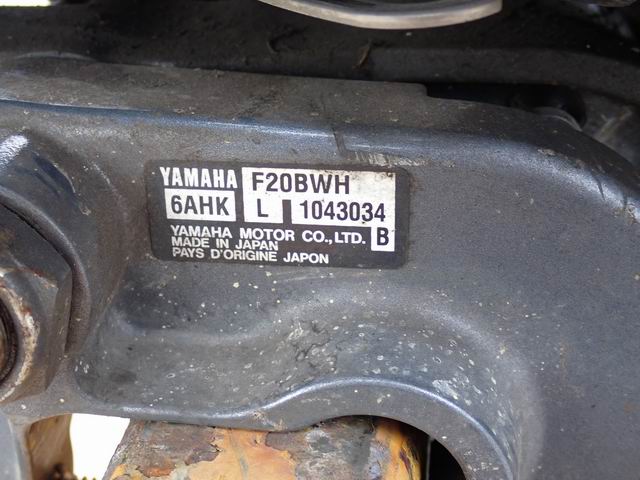 YAMAHA F20BWH
6AHK L 1043034
YAMAHA MOTOR CO.,LTD. B
MADE IN JAPAN
PAYS D'ORIGINE JAPON